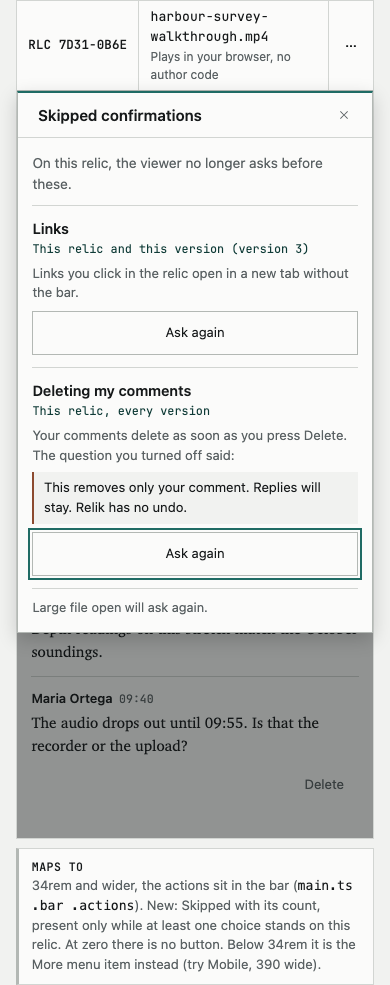 RLC 7D31-0B6E
harbour-survey-
walkthrough.mp4
Plays in your browser, no
author code
…
Skipped confirmations
×
On this relic, the viewer no longer asks before
these.
Links
This relic and this version (version 3)
Links you click in the relic open in a new tab without
the bar.
Ask again
Deleting my comments
This relic, every version
Your comments delete as soon as you press Delete.
The question you turned off said:
This removes only your comment. Replies will
stay. Relik has no undo.
Ask again
Large file open will ask again.
soundings.
Maria Ortega 09:40
The audio drops out until 09:55. Is that the
recorder or the upload?
Delete
MAPS TO
34rem and wider, the actions sit in the bar (main.ts
.bar .actions). New: Skipped with its count,
present only while at least one choice stands on this
relic. At zero there is no button. Below 34rem it is the
More menu item instead (try Mobile, 390 wide).